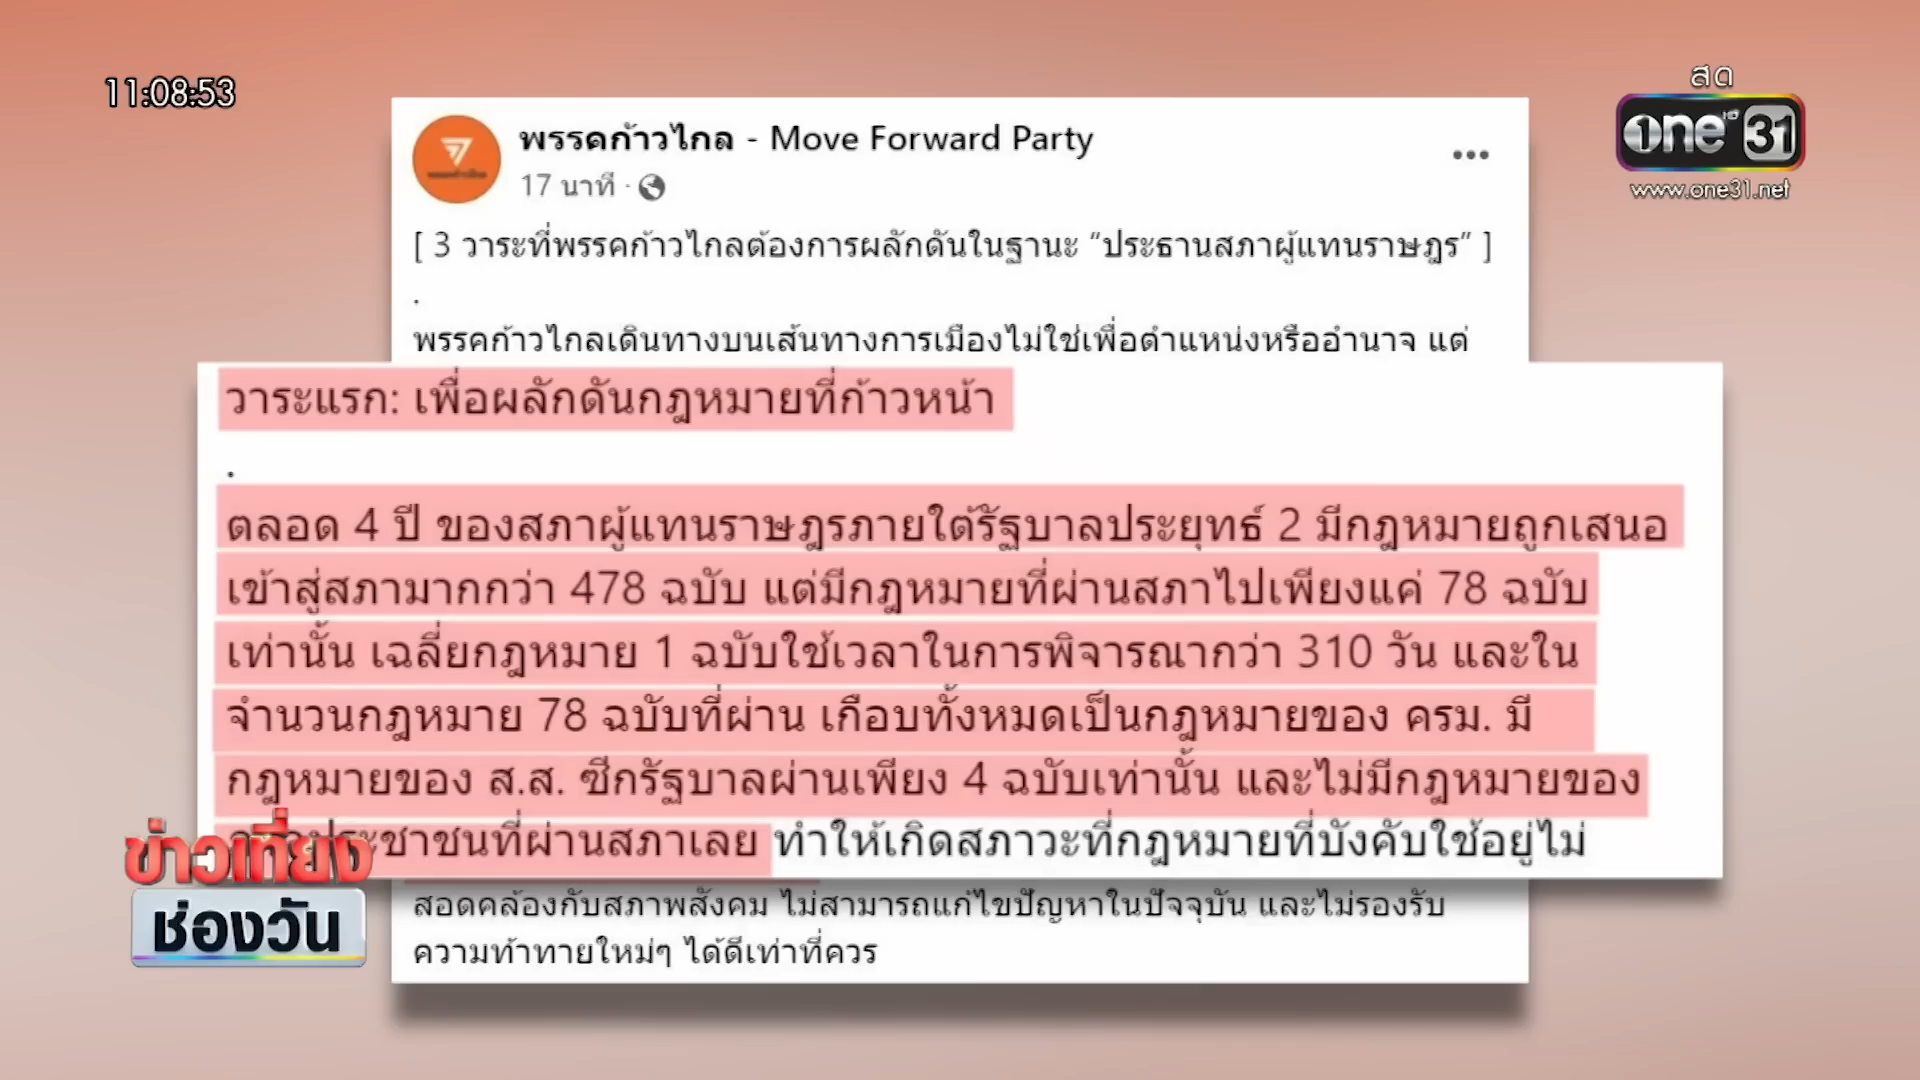 11:08:53
สด
one HD 31
www.one31.net
พรรคก้าวไกล - Move Forward Party
17 นาที ·
[ 3 วาระที่พรรคก้าวไกลต้องการผลักดันในฐานะ “ประธานสภาผู้แทนราษฎร” ]
.
พรรคก้าวไกลเดินทางบนเส้นทางการเมืองไม่ใช่เพื่อตำแหน่งหรืออำนาจ แต่
วาระแรก: เพื่อผลักดันกฎหมายที่ก้าวหน้า
.
ตลอด 4 ปี ของสภาผู้แทนราษฎรภายใต้รัฐบาลประยุทธ์ 2 มีกฎหมายถูกเสนอ
เข้าสู่สภามากกว่า 478 ฉบับ แต่มีกฎหมายที่ผ่านสภาไปเพียงแค่ 78 ฉบับ
เท่านั้น เฉลี่ยกฎหมาย 1 ฉบับใช้เวลาในการพิจารณากว่า 310 วัน และใน
จำนวนกฎหมาย 78 ฉบับที่ผ่าน เกือบทั้งหมดเป็นกฎหมายของ ครม. มี
กฎหมายของ ส.ส. ซีกรัฐบาลผ่านเพียง 4 ฉบับเท่านั้น และไม่มีกฎหมายของ
ประชาชนที่ผ่านสภาเลย ทำให้เกิดสภาวะที่กฎหมายที่บังคับใช้อยู่ไม่
สอดคล้องกับสภาพสังคม ไม่สามารถแก้ไขปัญหาในปัจจุบัน และไม่รองรับ
ความท้าทายใหม่ๆ ได้ดีเท่าที่ควร
ข่าวเที่ยง
ช่องวัน